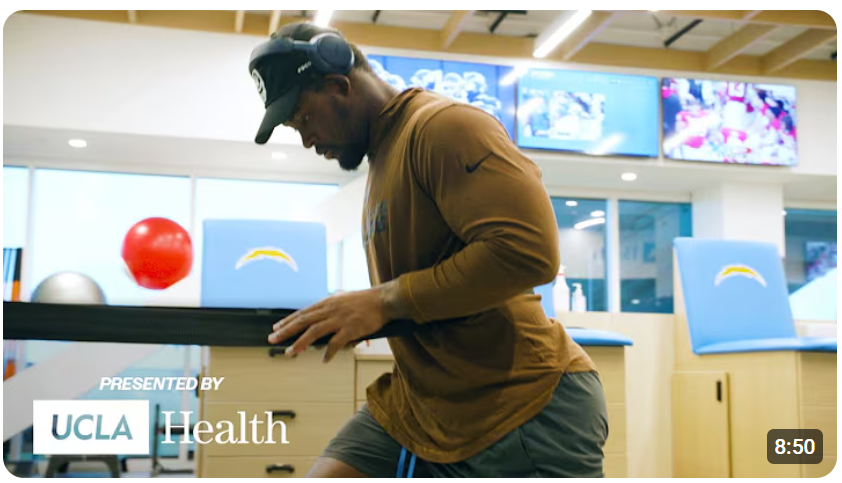 PRESENTED BY
UCLA Health
8:50